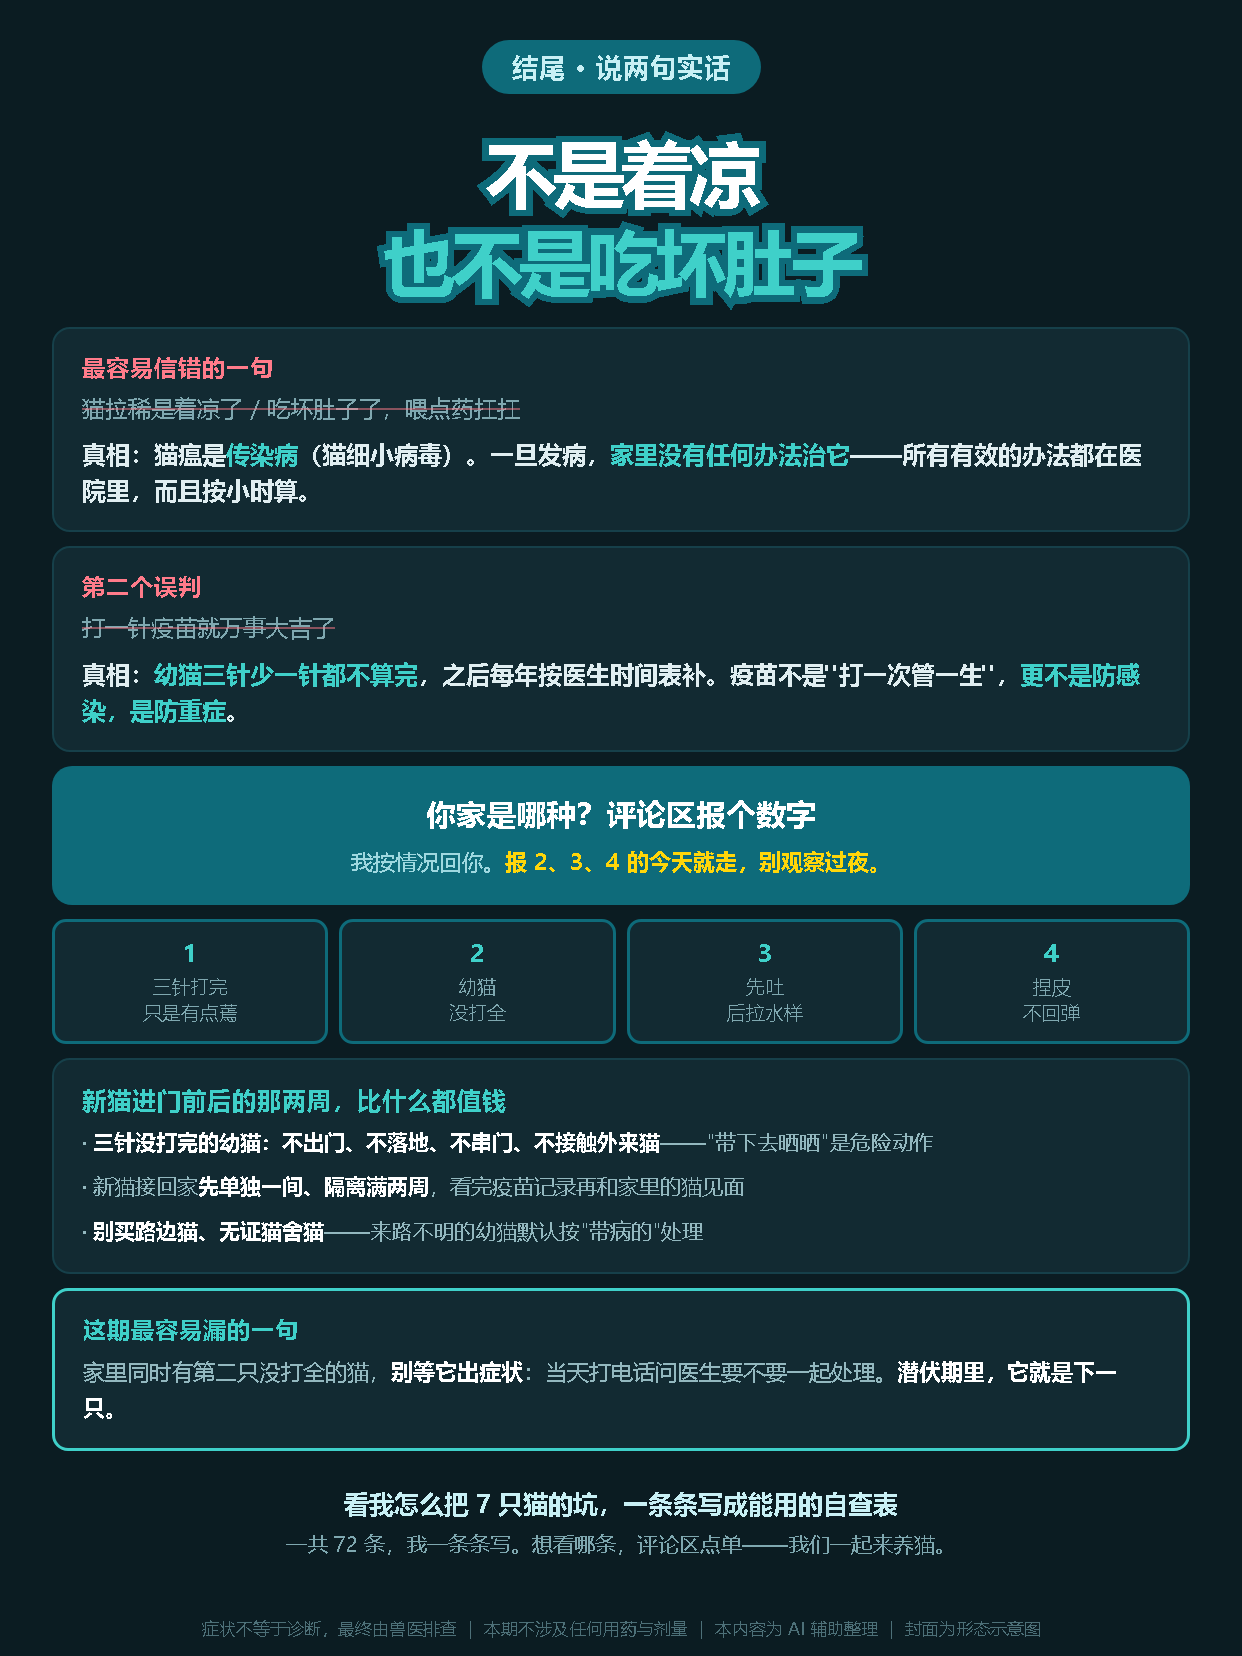 结尾 · 说两句实话
不是着凉
也不是吃坏肚子
最容易信错的一句
猫拉稀是着凉了 / 吃坏肚子了，喂点药扛扛
真相：猫瘟是传染病（猫细小病毒）。一旦发病，家里没有任何办法治它——所有有效的办法都在医
院里，而且按小时算。
第二个误判
打一针疫苗就万事大吉了
真相：幼猫三针少一针都不算完，之后每年按医生时间表补。疫苗不是"打一次管一生"，更不是防感
染，是防重症。
你家是哪种？评论区报个数字
我按情况回你。报 2、3、4 的今天就走，别观察过夜。
1
三针打完
只是有点蔫
2
幼猫
没打全
3
先吐
后拉水样
4
捏皮
不回弹
新猫进门前后的那两周，比什么都值钱
· 三针没打完的幼猫：不出门、不落地、不串门、不接触外来猫——"带下去晒晒"是危险动作
· 新猫接回家先单独一间、隔离满两周，看完疫苗记录再和家里的猫见面
· 别买路边猫、无证猫舍猫——来路不明的幼猫默认按"带病的"处理
这期最容易漏的一句
家里同时有第二只没打全的猫，别等它出症状：当天打电话问医生要不要一起处理。潜伏期里，它就是下一
只。
看我怎么把 7 只猫的坑，一条条写成能用的自查表
一共 72 条，我一条条写。想看哪条，评论区点单——我们一起来养猫。
症状不等于诊断，最终由兽医排查 ｜ 本期不涉及任何用药与剂量 ｜ 本内容为 AI 辅助整理 ｜ 封面为形态示意图